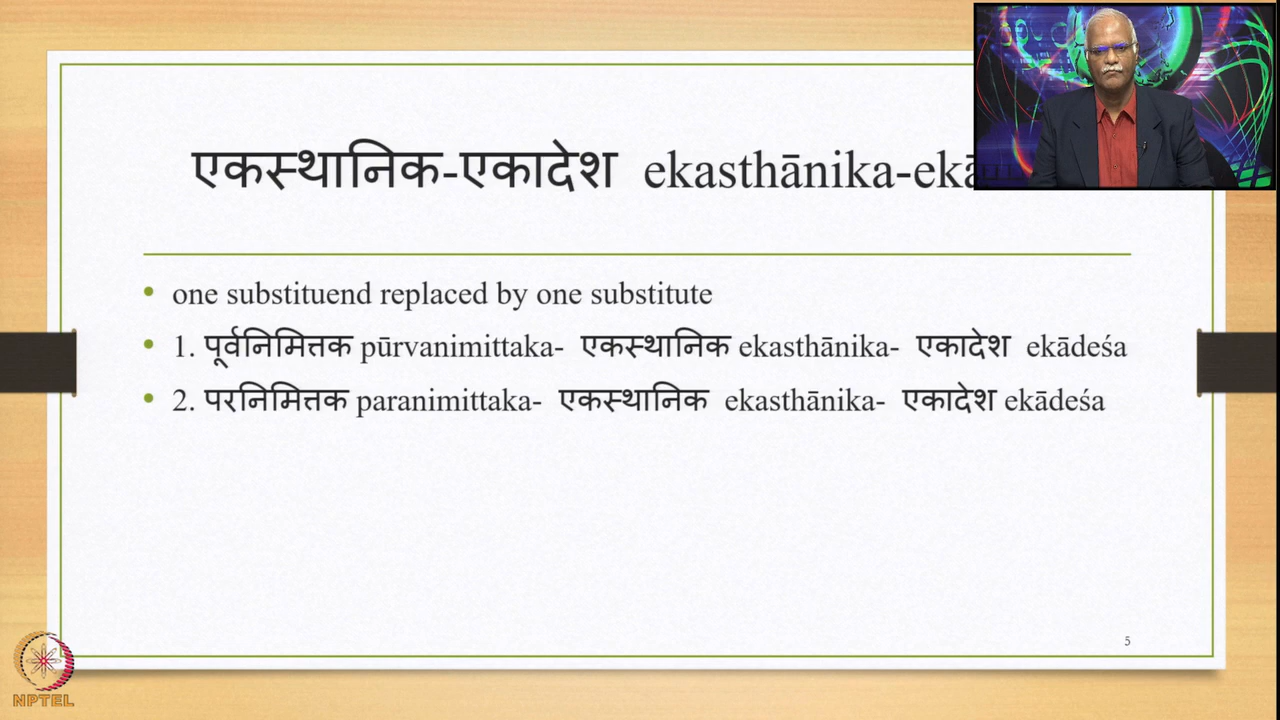 एकस्थानिक-एकादेश ekasthānika-ekā
• one substituend replaced by one substitute
• 1. पूर्वनिमित्तक pūrvanimittaka- एकस्थानिक ekasthānika- एकादेश ekādeśa
• 2. परनिमित्तक paranimittaka- एकस्थानिक ekasthānika- एकादेश ekādeśa
5
NPTEL